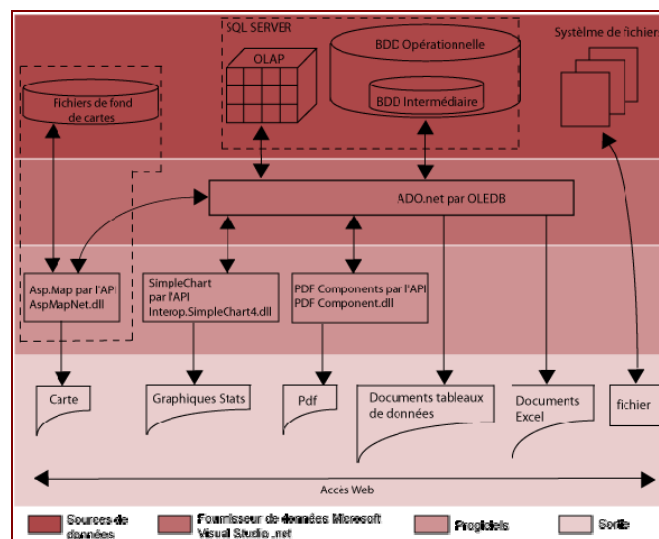 SQL SERVER
OLAP
BDD Opérationnelle
BDD Intermédiaire
Systèlme de fichier
Fichiers de fond
de cartes
ADO.net par OLEDB
Asp.Map par l'API
AspMapNet.dll
SimpleChart
par l'API
Interop.SimpleChart4.dll
PDF Components par l'API
PDF Component.dll
Carte
Graphiques Stats
Pdf
Documents tableaux
de données
Documents
Excel
fichier
Accès Web
Sources de
données
Fournisseur de données Microsoft
Visual Studio .net
Progiciels
Sortie